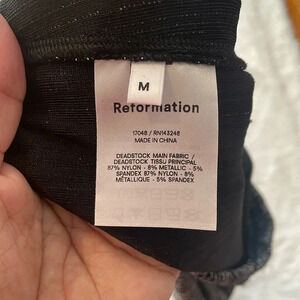 M
Reformation
17048 / RN143248
MADE IN CHINA
DEADSTOCK MAIN FABRIC /
DEADSTOCK TISSU PRINCIPAL
87% NYLON - 8% METALLIC - 5%
SPANDEX 87% NYLON - 8%
MÉTALLIQUE - 5% SPANDEX